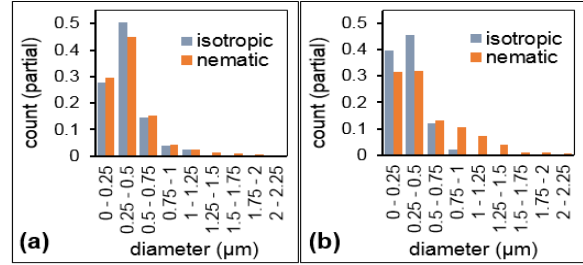 0.5
0.4
0.3
0.2
0.1
0
count (partial)
isotropic
nematic
0 - 0.25
0.25 - 0.5
0.5 - 0.75
0.75 - 1
1 - 1.25
1.25 - 1.5
1.5 - 1.75
1.75 - 2
2 - 2.25
(a)
diameter (µm)
0.5
0.4
0.3
0.2
0.1
0
count (partial)
isotropic
nematic
0 - 0.25
0.25 - 0.5
0.5 - 0.75
0.75 - 1
1 - 1.25
1.25 - 1.5
1.5 - 1.75
1.75 - 2
2 - 2.25
(b)
diameter (µm)